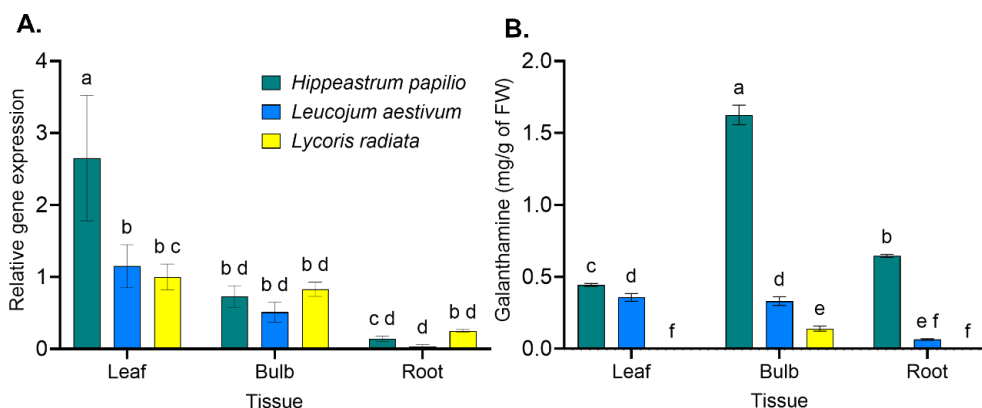 A.
Relative gene expression
4
3
2
1
0
a
b
b c
b d
b d
b d
c d
d
b d
Hippeastrum papilio
Leucojum aestivum
Lycoris radiata
Leaf
Bulb
Root
Tissue
B.
Galanthamine (mg/g of FW)
2.0
1.5
1.0
0.5
0.0
c
d
f
a
d
e
b
e f
f
Leaf
Bulb
Root
Tissue